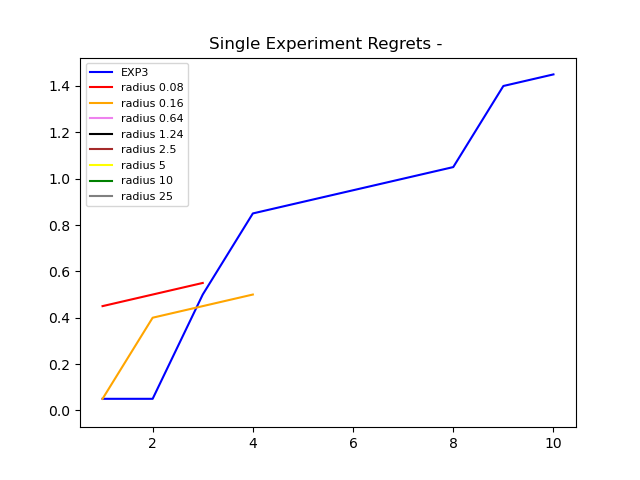 Single Experiment Regrets -
EXP3
radius 0.08
radius 0.16
radius 0.64
radius 1.24
radius 2.5
radius 5
radius 10
radius 25
1.4
1.2
1.0
0.8
0.6
0.4
0.2
0.0
2 4 6 8 10